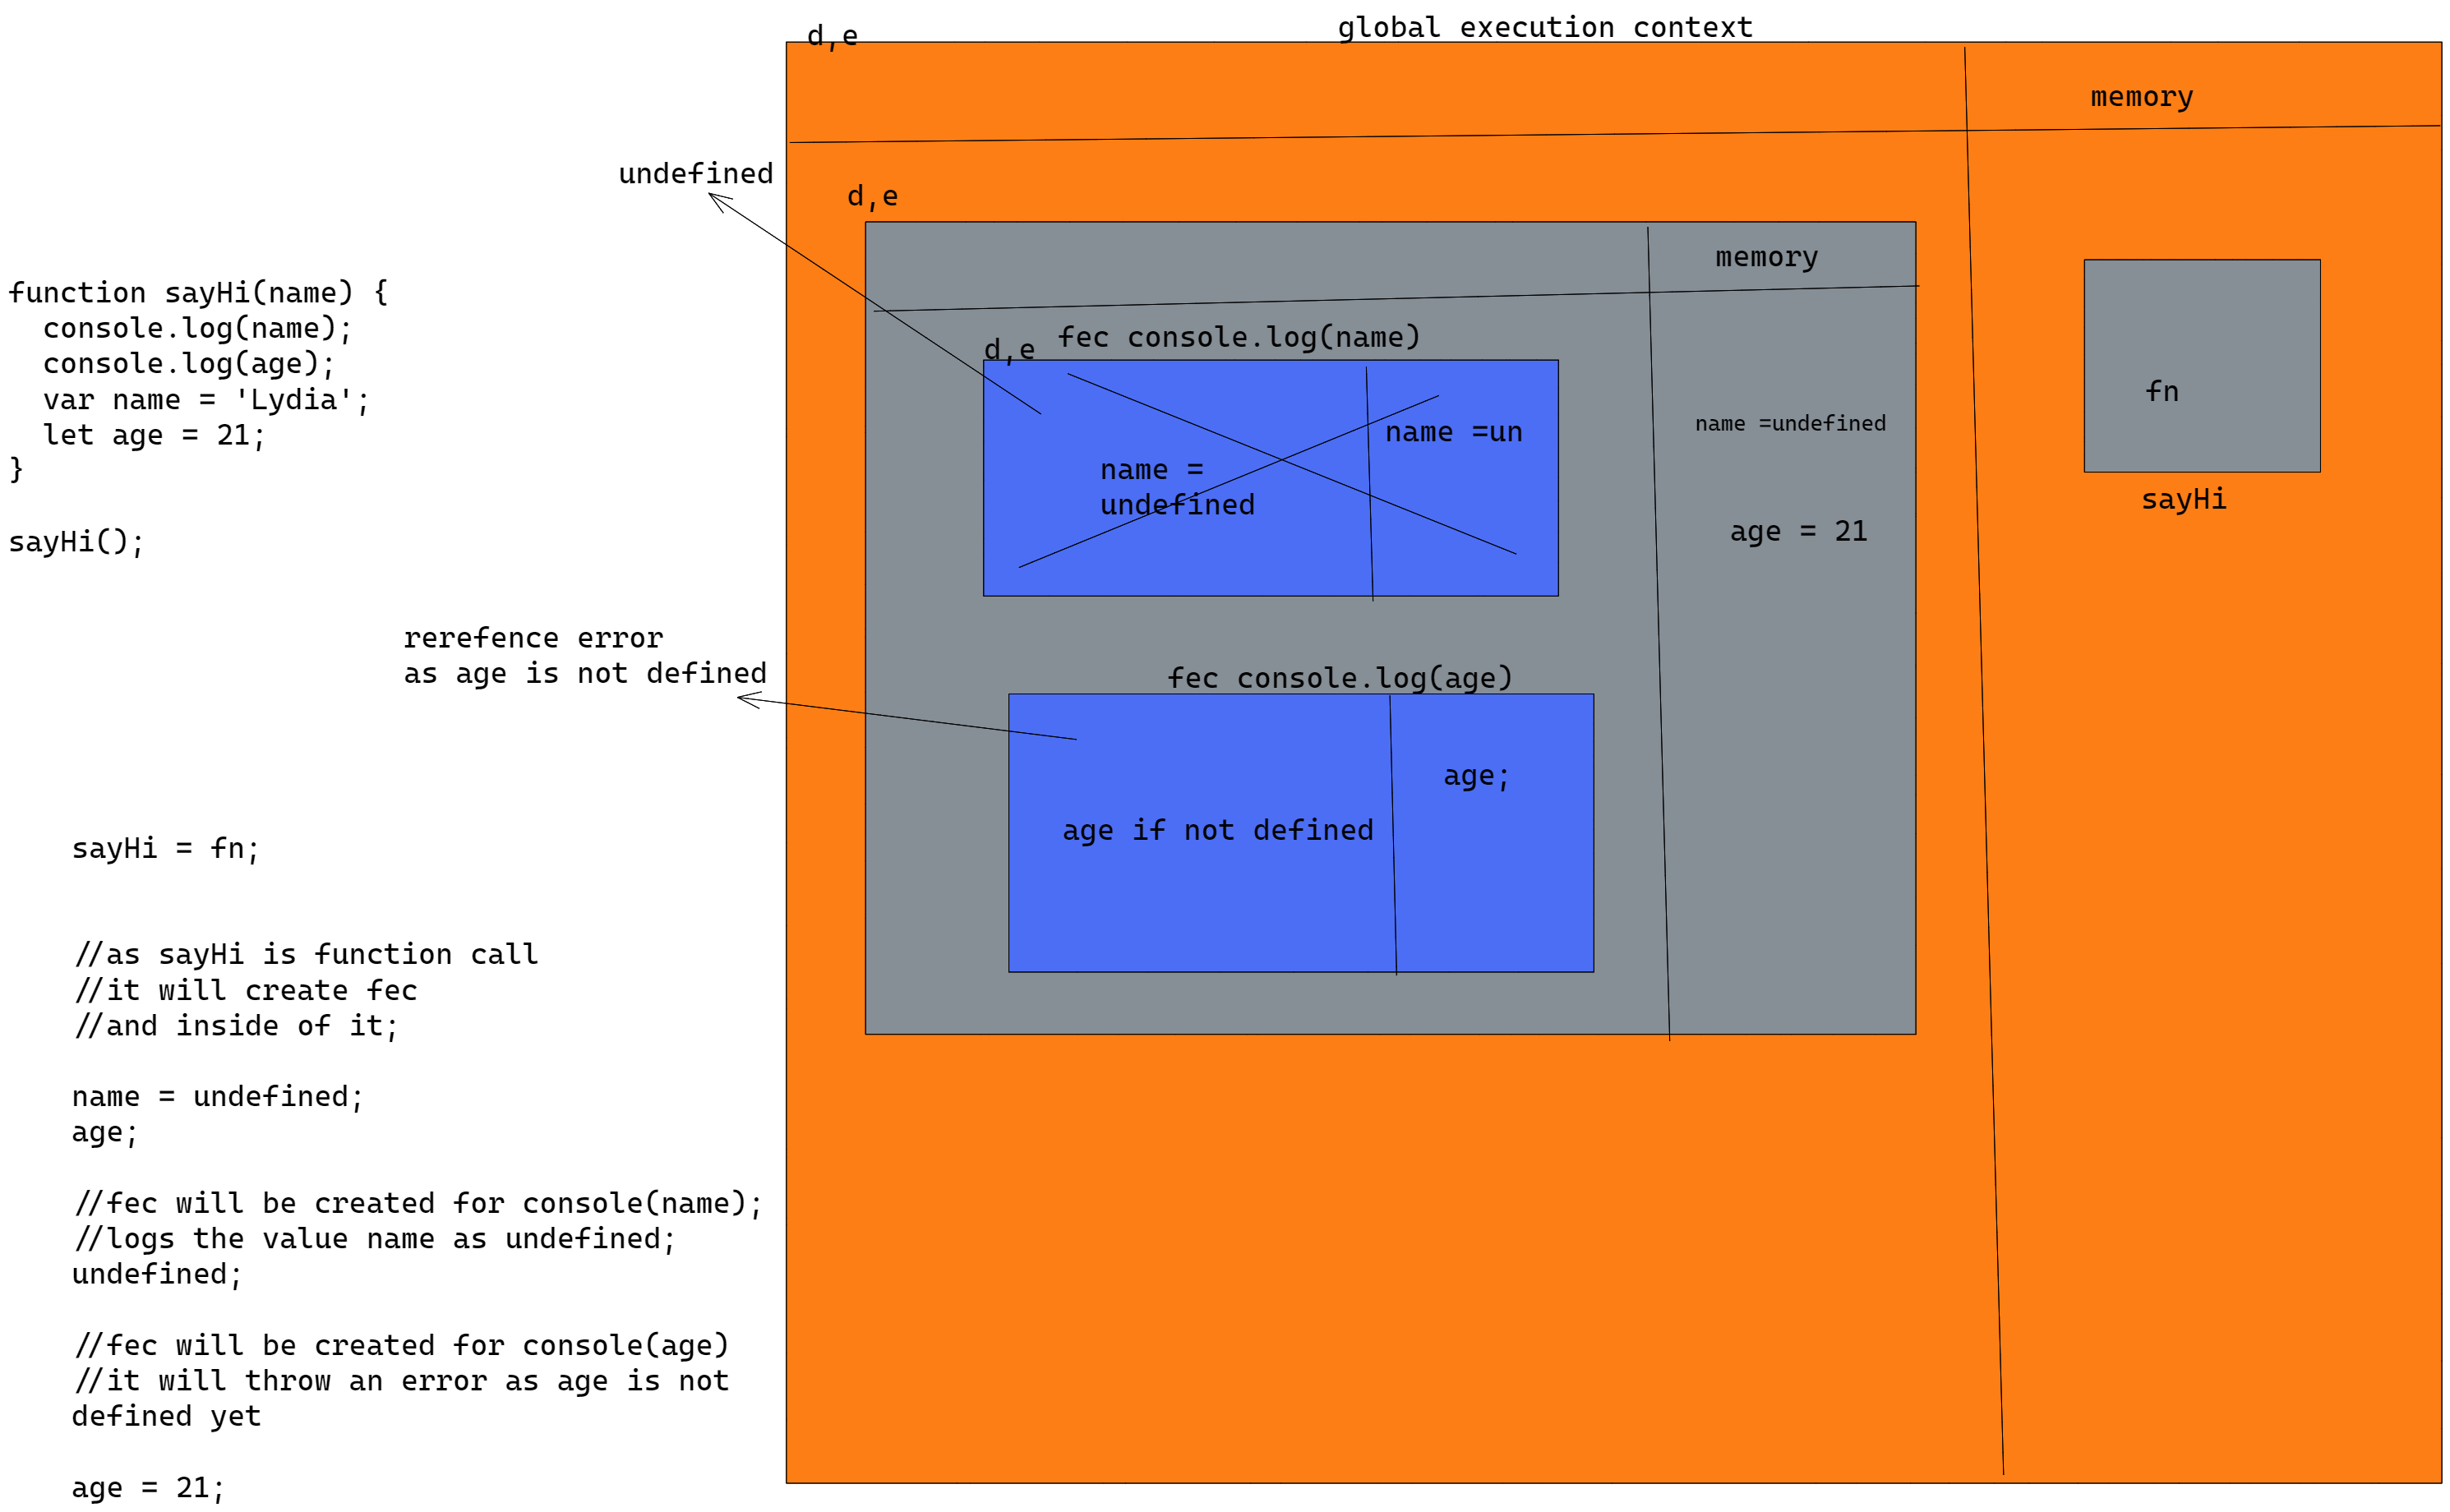 function sayHi(name) {
  console.log(name);
  console.log(age);
  var name = 'Lydia';
  let age = 21;
}
sayHi();
undefined
rerefence error
as age is not defined
sayHi = fn;
//as sayHi is function call
//it will create fec
//and inside of it;
name = undefined;
age;
//fec will be created for console(name);
//logs the value name as undefined;
undefined;
//fec will be created for console(age)
//it will throw an error as age is not
defined yet
age = 21;
global execution context
d,e
memory
d,e
memory
fec console.log(name)
d,e
name =un
name =
undefined
name =undefined
age = 21
fec console.log(age)
age;
age if not defined
fn
sayHi